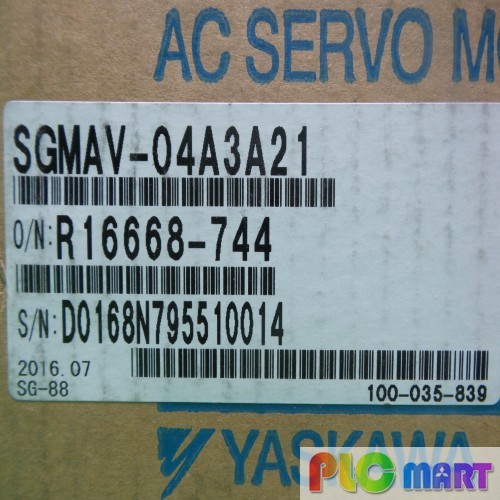 AC SERVO MO
SGMAV-04A3A21
O/N: R16668-744
S/N: D0168N795510014
2016.07
SG-88
100-035-839
YASKAWA
PLC MART